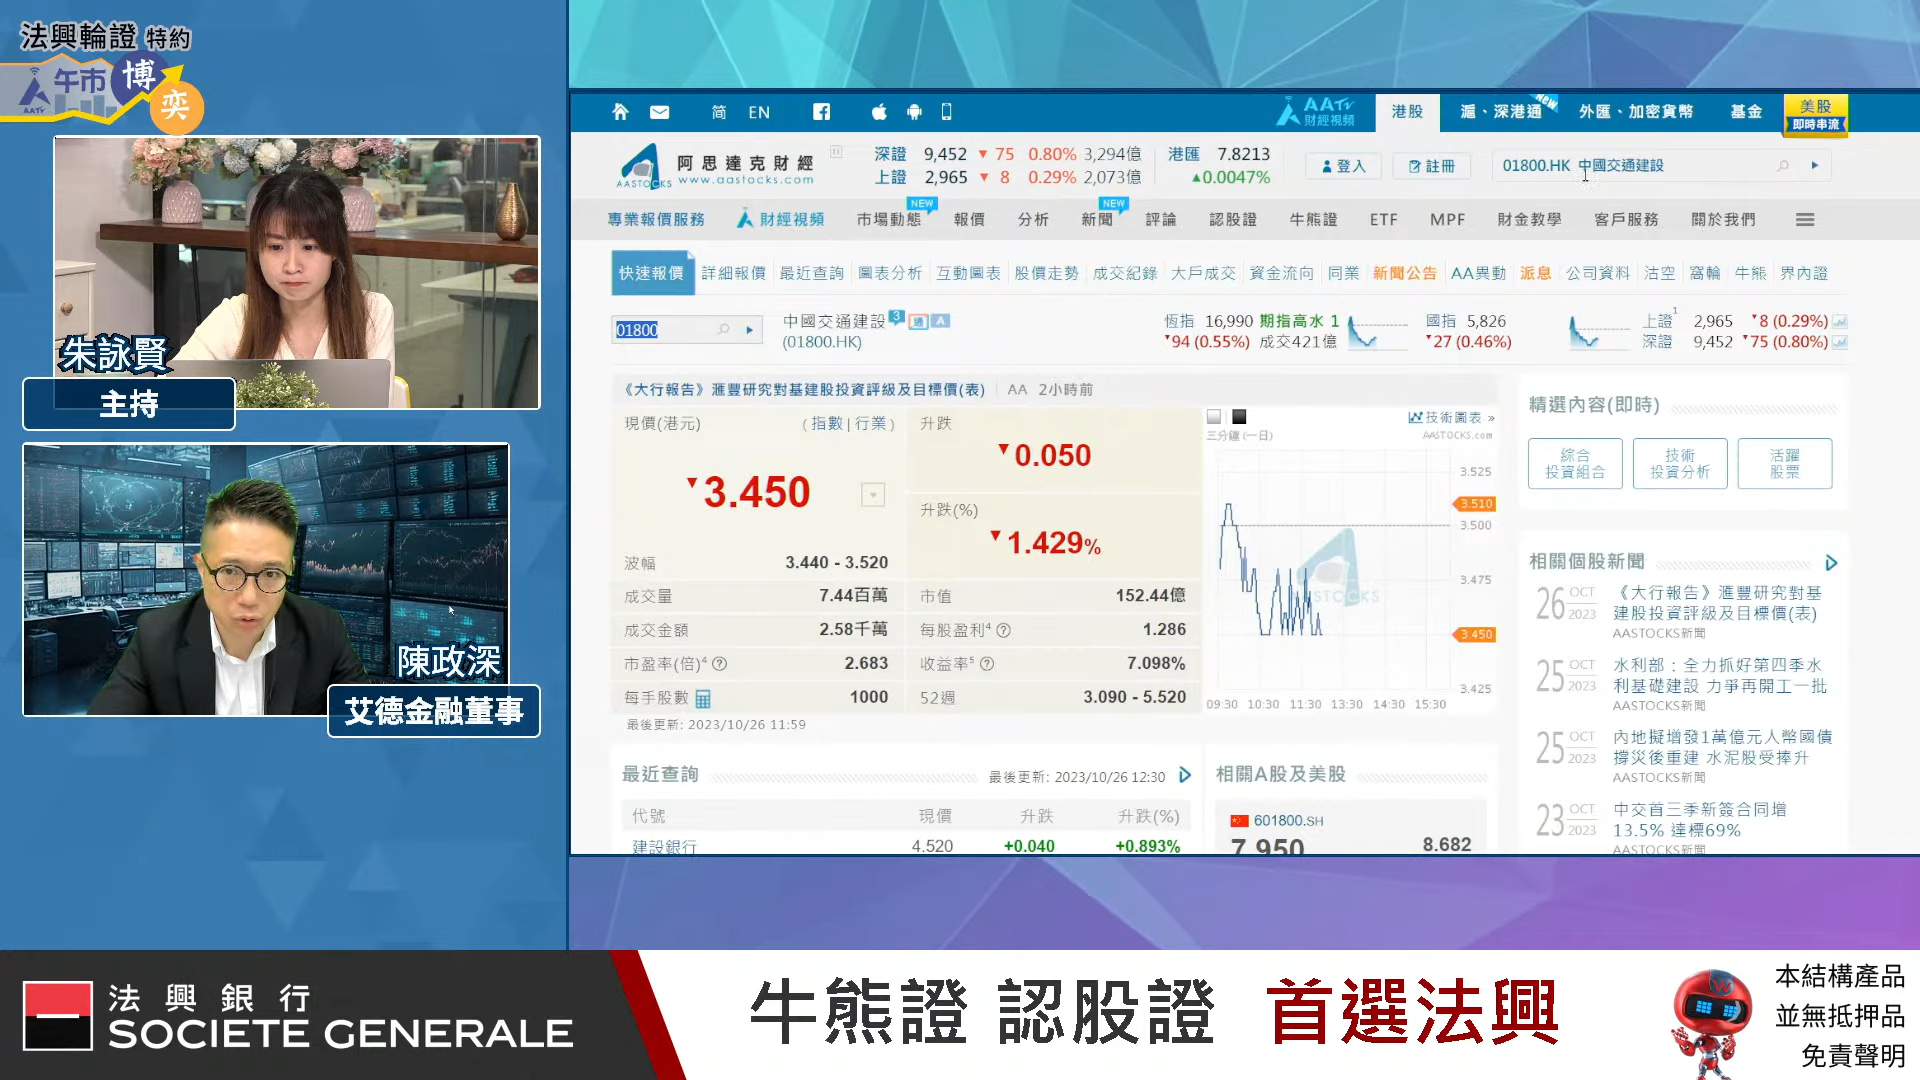 法興輪證 特約
午市 博 奕
AATV
朱詠賢
主持
陳政深
艾德金融董事
简 EN
AATV 財經視頻
港股
滬、深港通
NEW
外匯、加密貨幣
基金
美股
即時串流
阿思達克財經
www.aastocks.com
AASTOCKS
深證 9,452 ▼ 75 0.80% 3,294億
上證 2,965 ▼ 8 0.29% 2,073億
港匯 7.8213
▲0.0047%
登入
註冊
01800.HK 中國交通建設
專業報價服務 財經視頻 市場動態 NEW 報價 分析 新聞 NEW 評論 認股證 牛熊證 ETF MPF 財金教學 客戶服務 關於我們
快速報價 詳細報價 最近查詢 圖表分析 互動圖表 股價走勢 成交紀錄 大戶成交 資金流向 同業 新聞公告 AA異動 派息 公司資料 沽空 窩輪 牛熊 界內證
01800
中國交通建設 3 通 A
(01800.HK)
恆指 16,990 期指高水 1
▼94 (0.55%) 成交421億
國指 5,826
▼27 (0.46%)
上證1 2,965 ▼8 (0.29%)
深證 9,452 ▼75 (0.80%)
《大行報告》滙豐研究對基建股投資評級及目標價(表) AA 2小時前
現價(港元) (指數|行業)
▼3.450
升跌
▼0.050
升跌(%)
▼1.429%
波幅 3.440 - 3.520
成交量 7.44百萬
市值 152.44億
成交金額 2.58千萬
每股盈利4 1.286
市盈率(倍)4 2.683
收益率5 7.098%
每手股數 1000
52週 3.090 - 5.520
最後更新: 2023/10/26 11:59
技術圖表 »
三分鐘(一日)
AASTOCKS.com
3.525
3.510
3.500
3.475
3.450
3.425
09:30 10:30 11:30 13:30 14:30 15:30
精選內容(即時)
綜合
投資組合
技術
投資分析
活躍
股票
相關個股新聞
26 OCT 2023
《大行報告》滙豐研究對基
建股投資評級及目標價(表)
AASTOCKS新聞
25 OCT 2023
水利部：全力抓好第四季水
利基礎建設 力爭再開工一批
AASTOCKS新聞
25 OCT 2023
內地擬增發1萬億元人幣國債
撐災後重建 水泥股受捧升
AASTOCKS新聞
23 OCT 2023
中交首三季新簽合同增
13.5% 達標69%
AASTOCKS新聞
最近查詢
最後更新: 2023/10/26 12:30
代號 現價 升跌 升跌(%)
建設銀行 4.520 +0.040 +0.893%
相關A股及美股
601800.SH
7.950 8.682
法興銀行
SOCIETE GENERALE
牛熊證 認股證 首選法興
本結構產品
並無抵押品
免責聲明